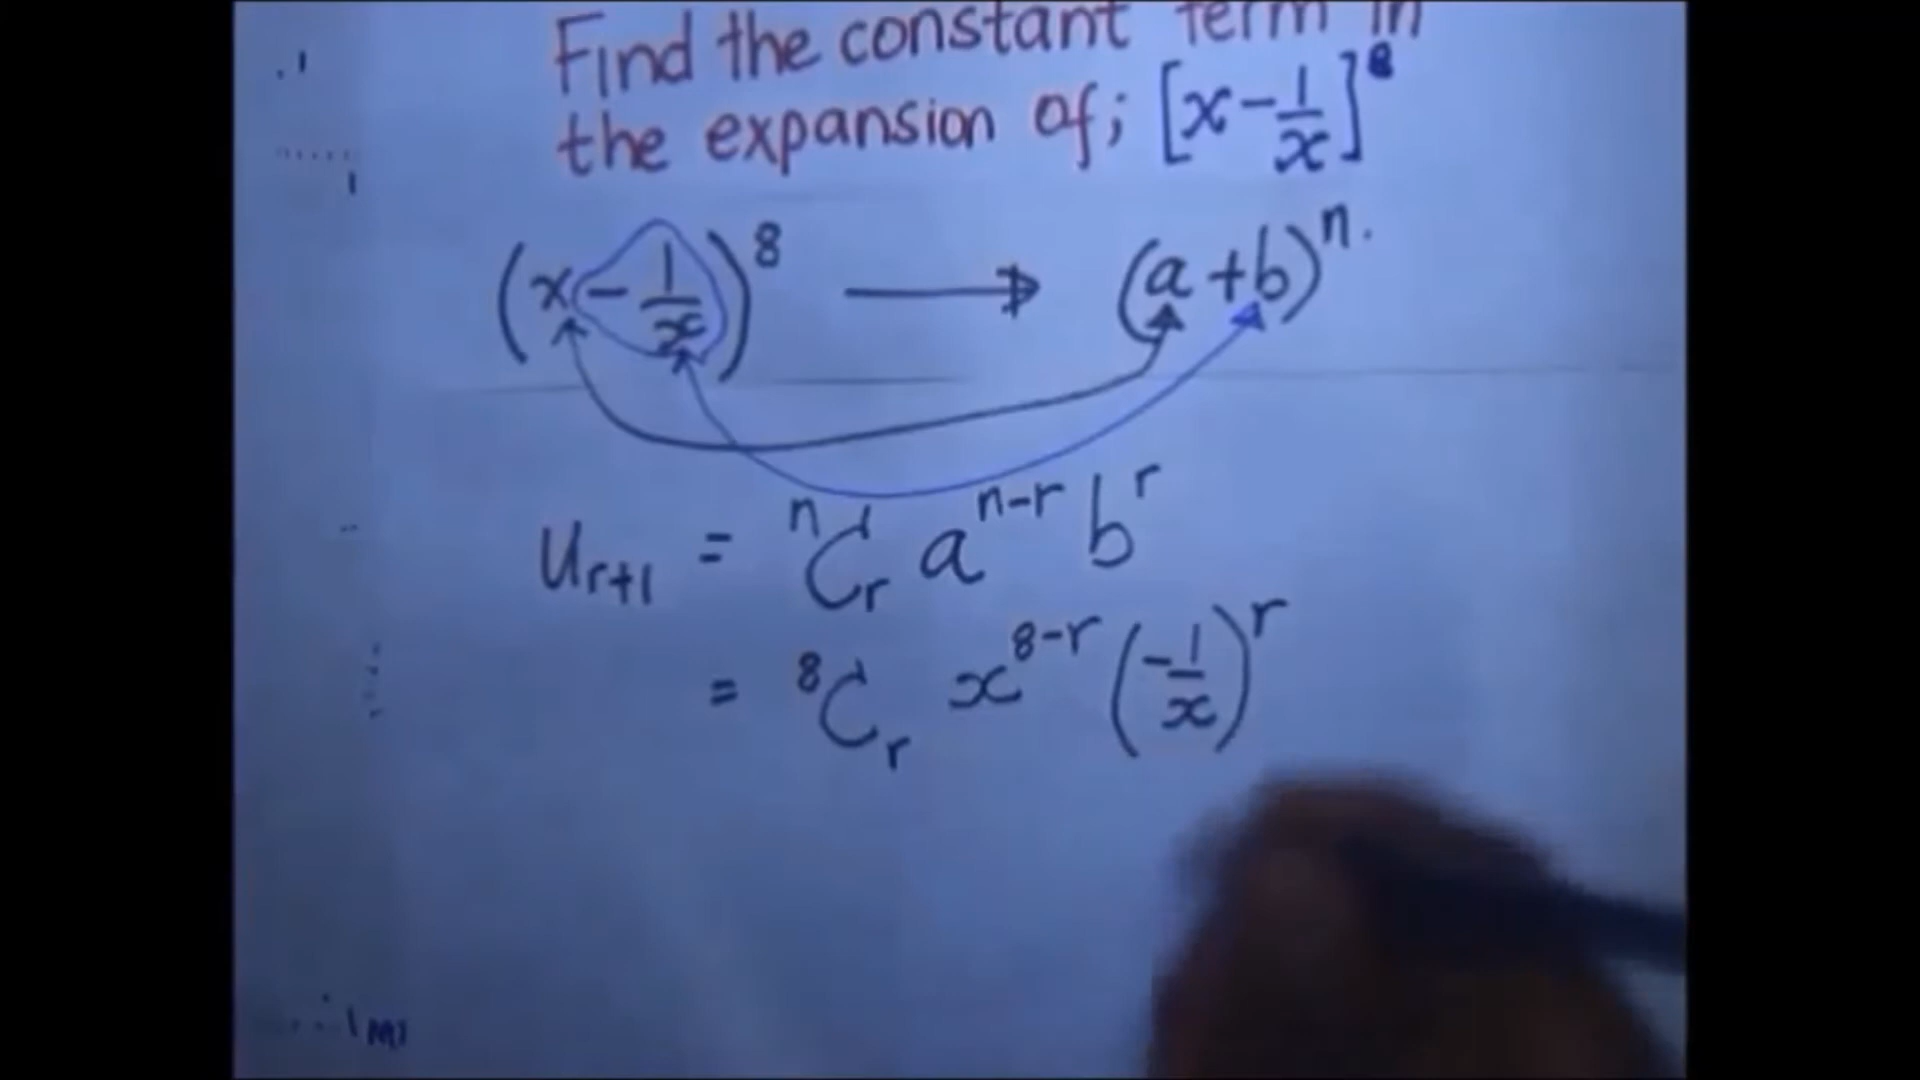 Find the constant term in
the expansion of; [x - 1/x]^8
(x - 1/x)^8 → (a+b)^n.
U_{r+1} = ^nC_r a^{n-r} b^r
= ^8C_r x^{8-r} (-1/x)^r